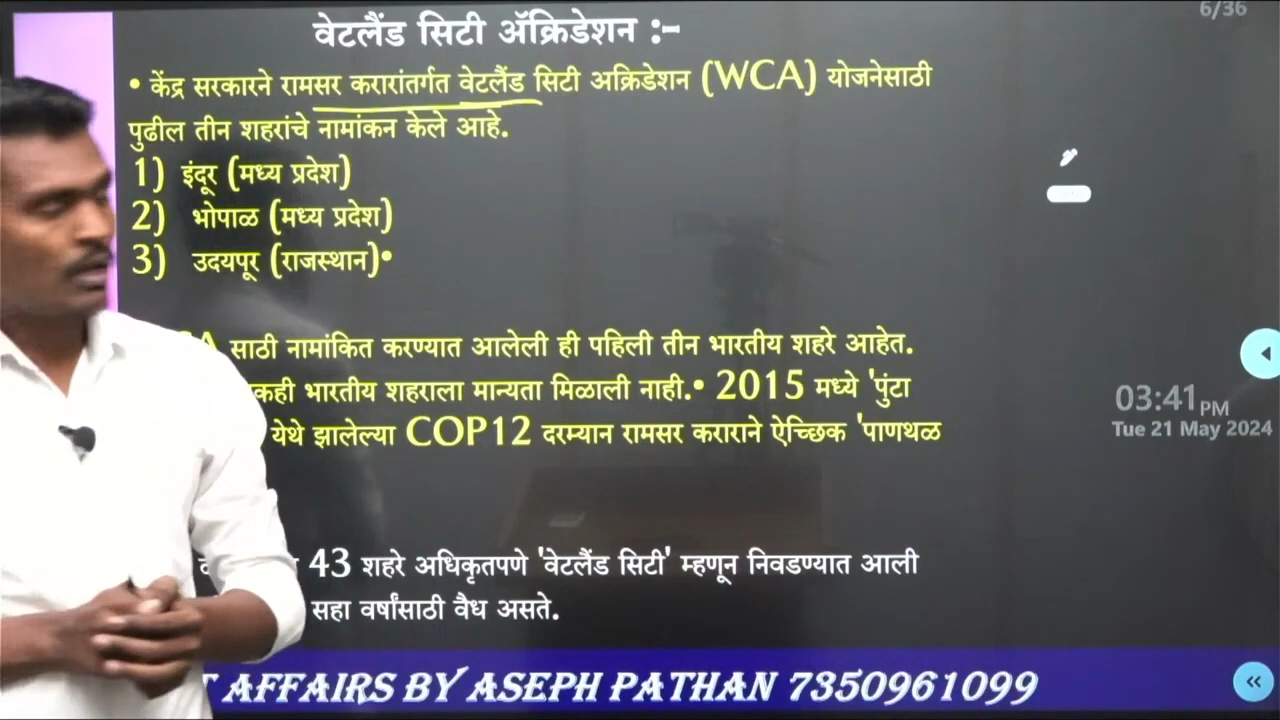 6/36
वेटलैंड सिटी ॲक्रिडेशन :-
• केंद्र सरकारने रामसर करारांतर्गत वेटलैंड सिटी अक्रिडेशन (WCA) योजनेसाठी
पुढील तीन शहरांचे नामांकन केले आहे.
1) इंदूर (मध्य प्रदेश)
2) भोपाळ (मध्य प्रदेश)
3) उदयपूर (राजस्थान)•
साठी नामांकित करण्यात आलेली ही पहिली तीन भारतीय शहरे आहेत.
भारतीय शहराला मान्यता मिळाली नाही.• 2015 मध्ये 'पुंटा
येथे झालेल्या COP12 दरम्यान रामसर कराराने ऐच्छिक 'पाणथळ
43 शहरे अधिकृतपणे 'वेटलैंड सिटी' म्हणून निवडण्यात आली
सहा वर्षांसाठी वैध असते.
03:41 PM
Tue 21 May 2024
T AFFAIRS BY ASEPH PATHAN 7350961099